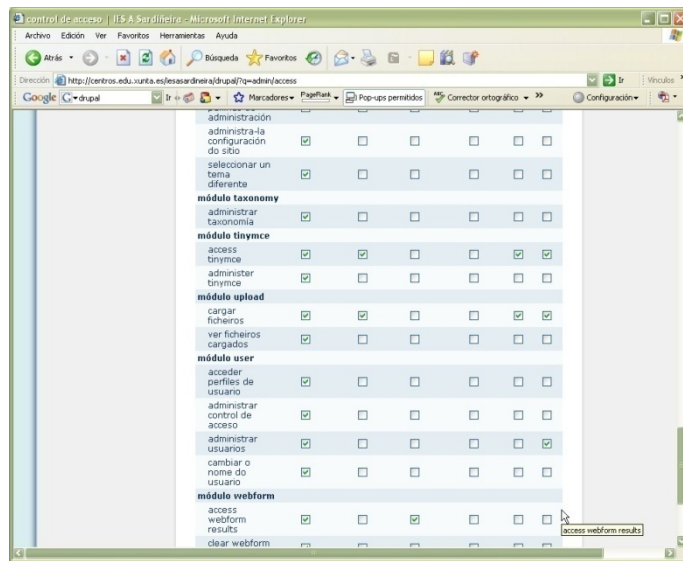 control de acceso | IES A Sardiñeira - Microsoft Internet Explorer
Archivo Edición Ver Favoritos Herramientas Ayuda
Atrás Búsqueda Favoritos
Dirección http://centros.edu.xunta.es/iesasardineira/drupal/?q=admin/access Ir Vínculos
Google drupal Ir Marcadores PageRank Pop-ups permitidos Corrector ortográfico Configuración
administración
administra-la
configuración
do sitio
seleccionar un
tema
diferente
módulo taxonomy
administrar
taxonomía
módulo tinymce
access
tinymce
administer
tinymce
módulo upload
cargar
ficheiros
ver ficheiros
cargados
módulo user
acceder
perfiles de
usuario
administrar
control de
acceso
administrar
usuarios
cambiar o
nome do
usuario
módulo webform
access
webform
results
access webform results
clear webform